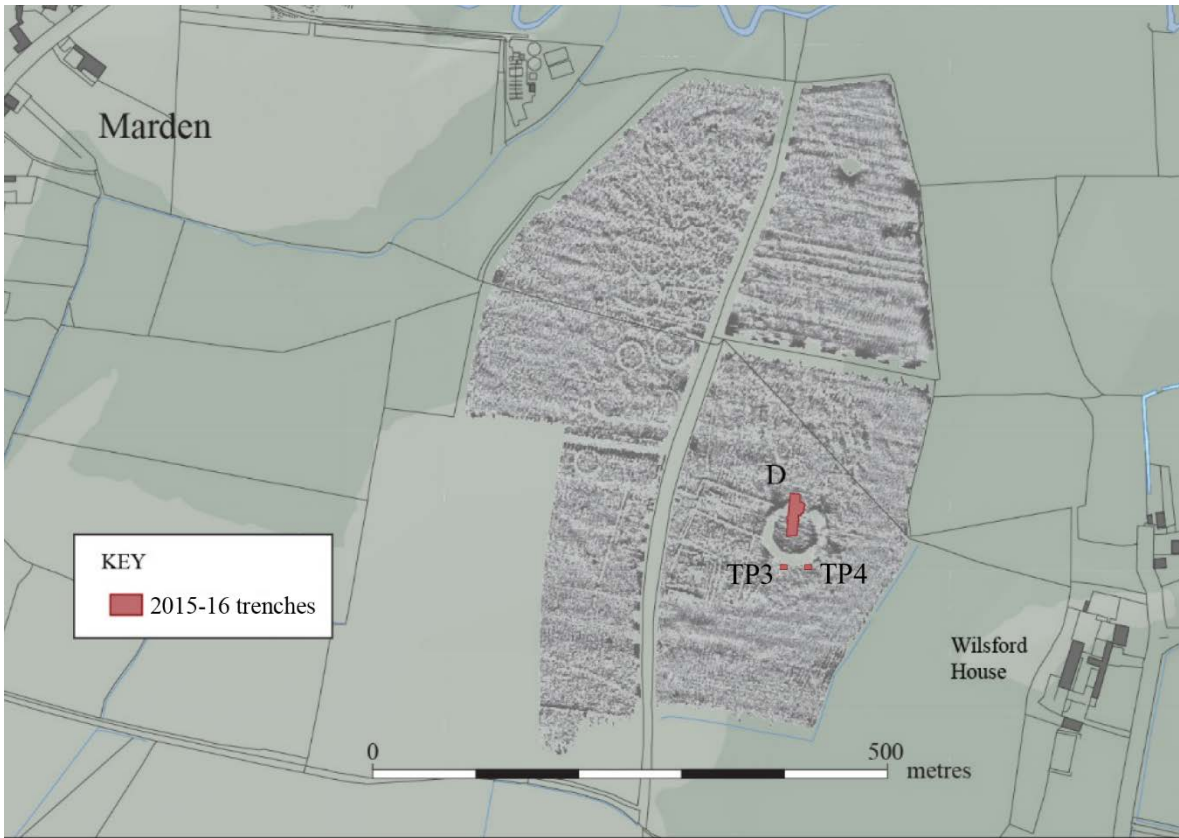 Marden
D
TP3 TP4
KEY
2015-16 trenches
Wilsford
House
0 500
metres